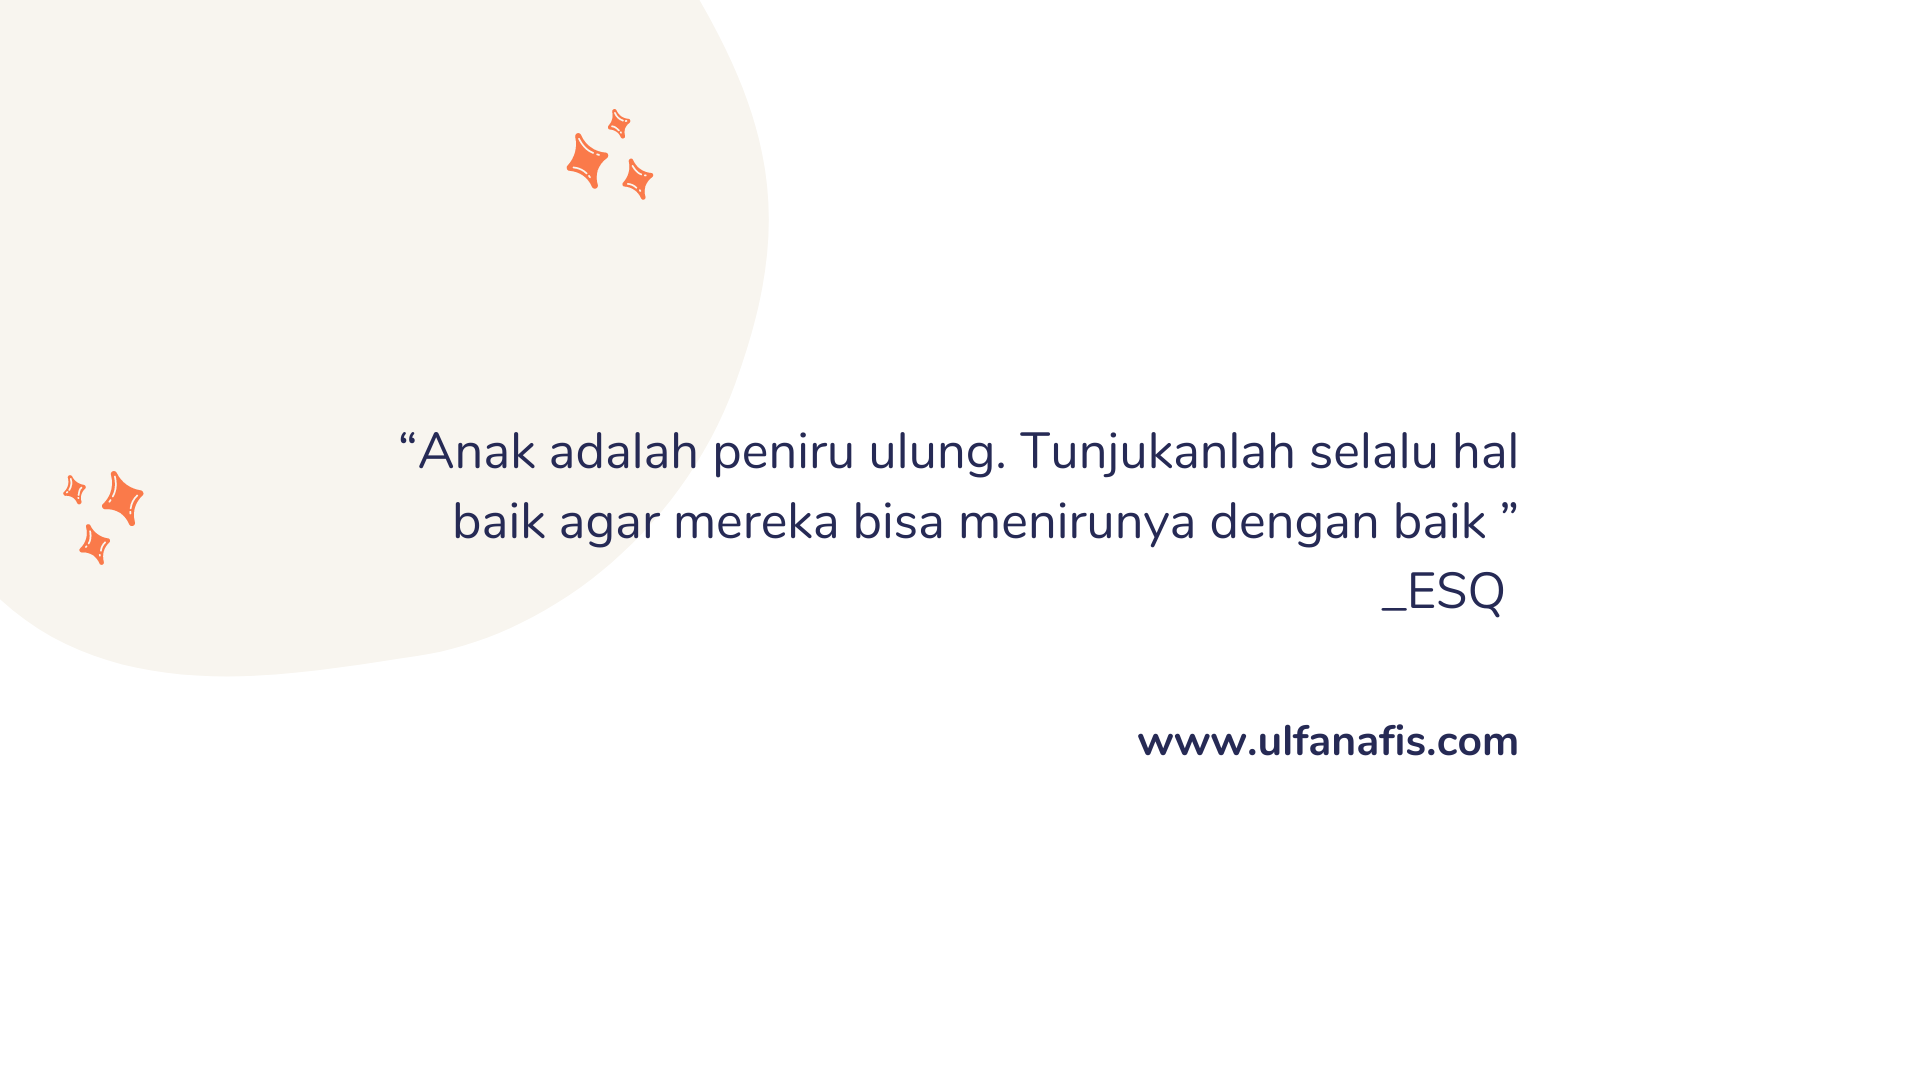 “Anak adalah peniru ulung. Tunjukanlah selalu hal
baik agar mereka bisa menirunya dengan baik ”
_ESQ
www.ulfanafis.com